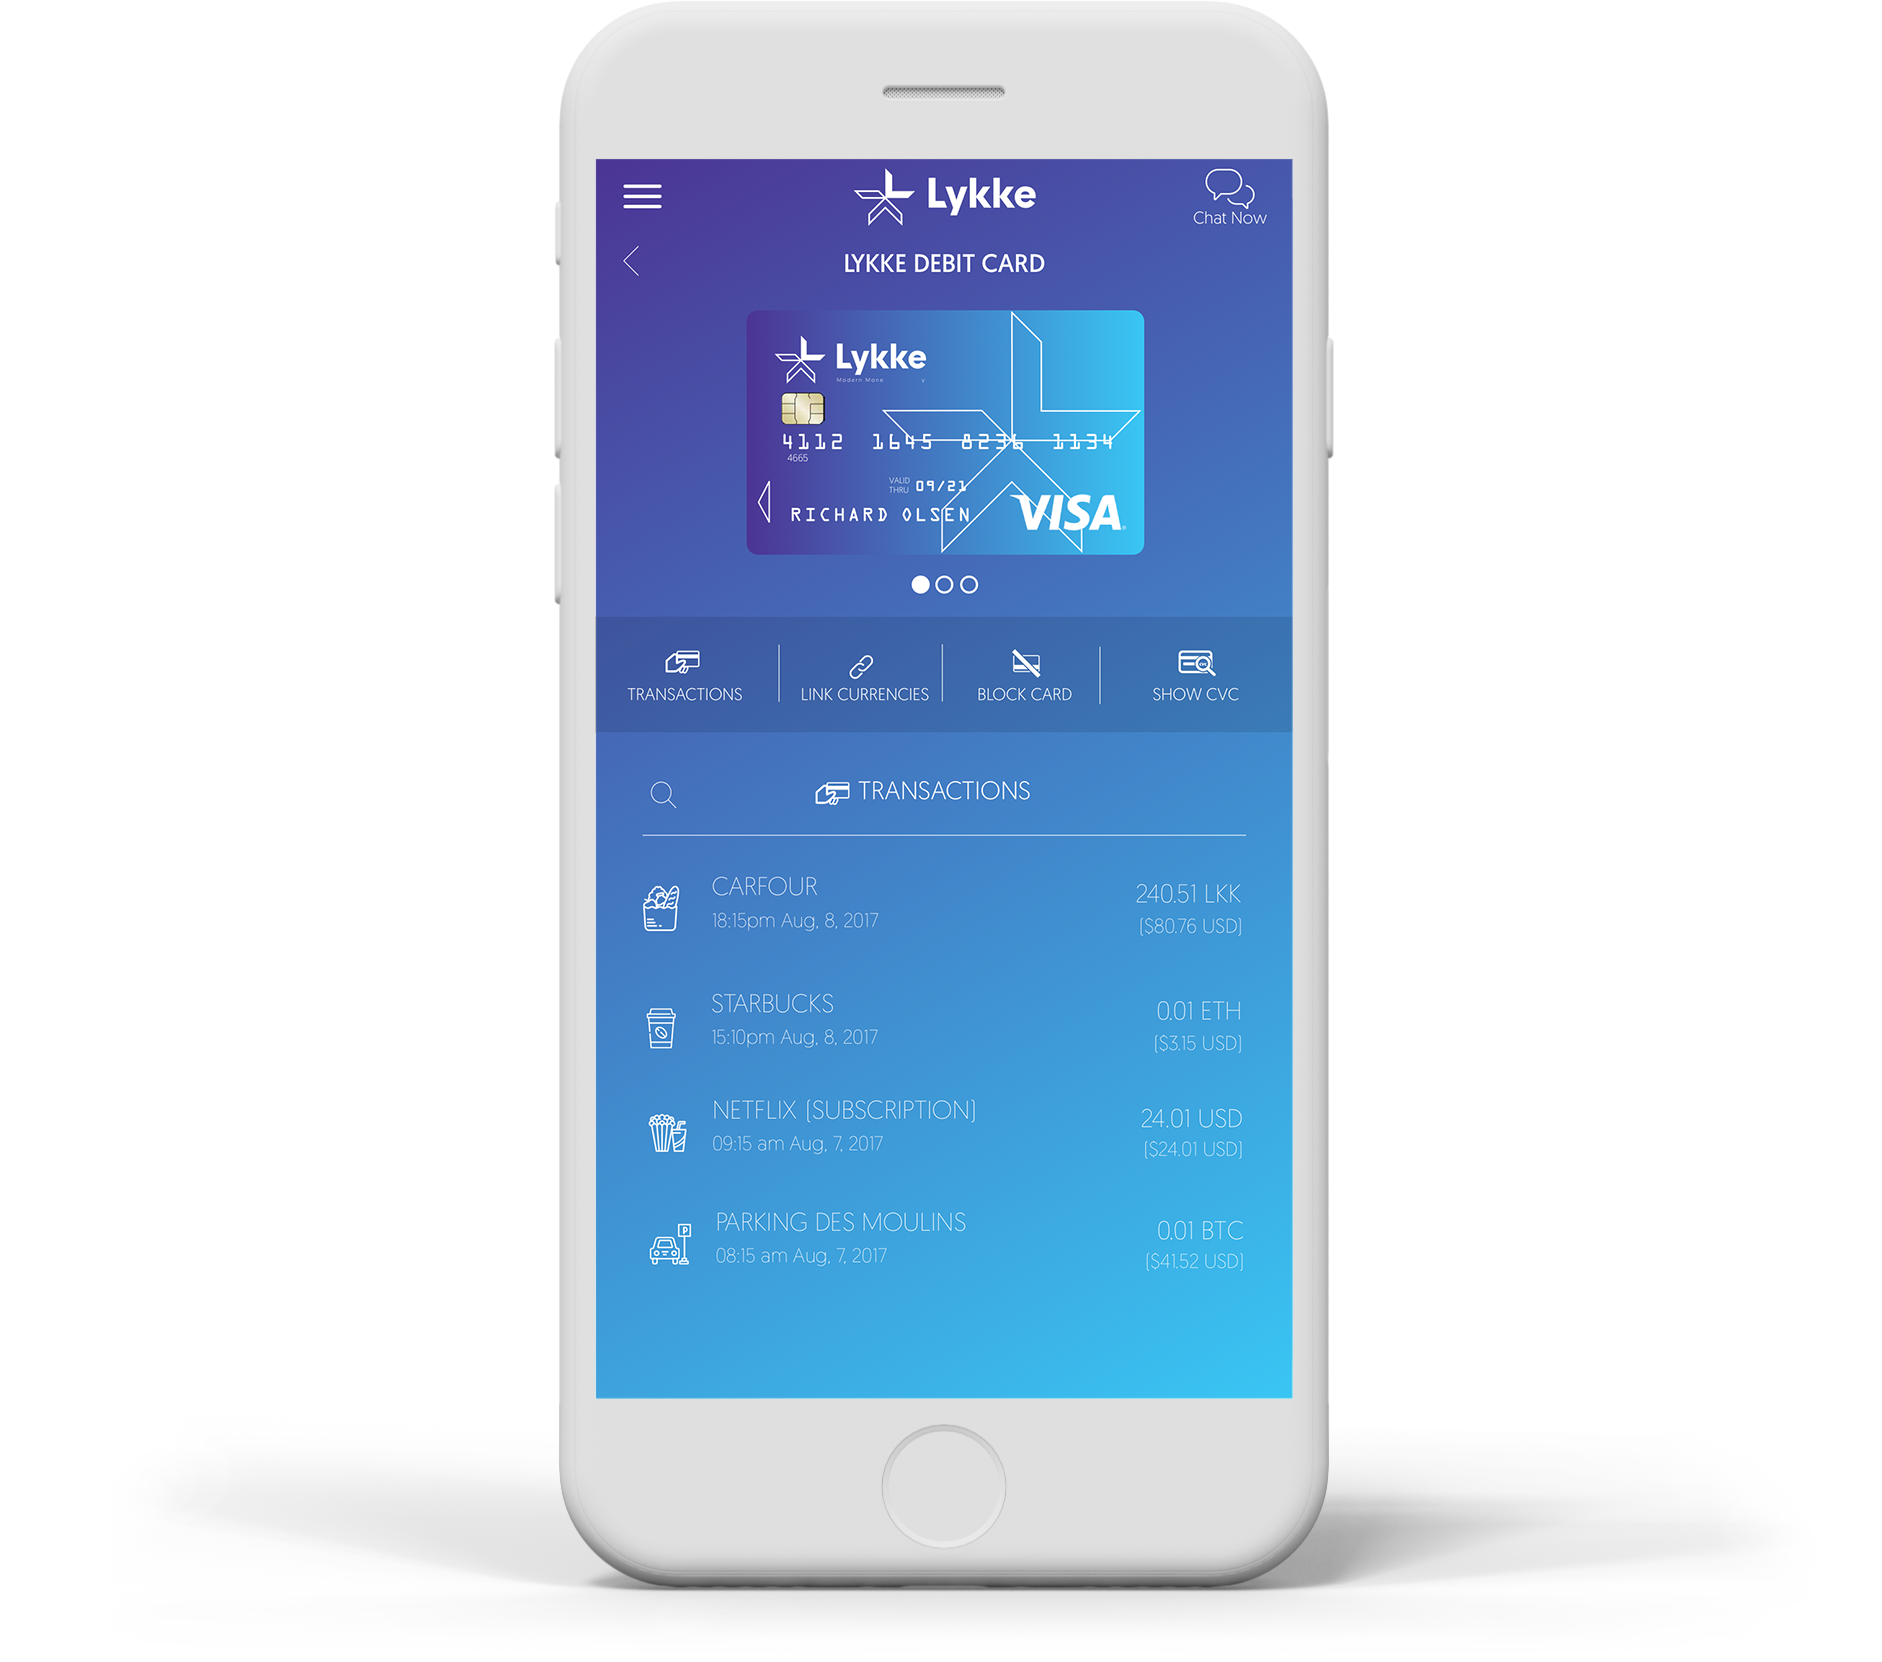 Lykke
Chat Now
LYKKE DEBIT CARD
Lykke
Modern Mone y
4112 1645 8236 1134
4665
VALID THRU 09/21
RICHARD OLSEN
VISA
TRANSACTIONS
LINK CURRENCIES
BLOCK CARD
SHOW CVC
TRANSACTIONS
CARFOUR
240.51 LKK
18:15pm Aug, 8, 2017
($80.76 USD)
STARBUCKS
0.01 ETH
15:10pm Aug, 8, 2017
($3.15 USD)
NETFLIX (SUBSCRIPTION)
24.01 USD
09:15 am Aug, 7, 2017
($24.01 USD)
P
PARKING DES MOULINS
0.01 BTC
08:15 am Aug, 7, 2017
($41.52 USD)